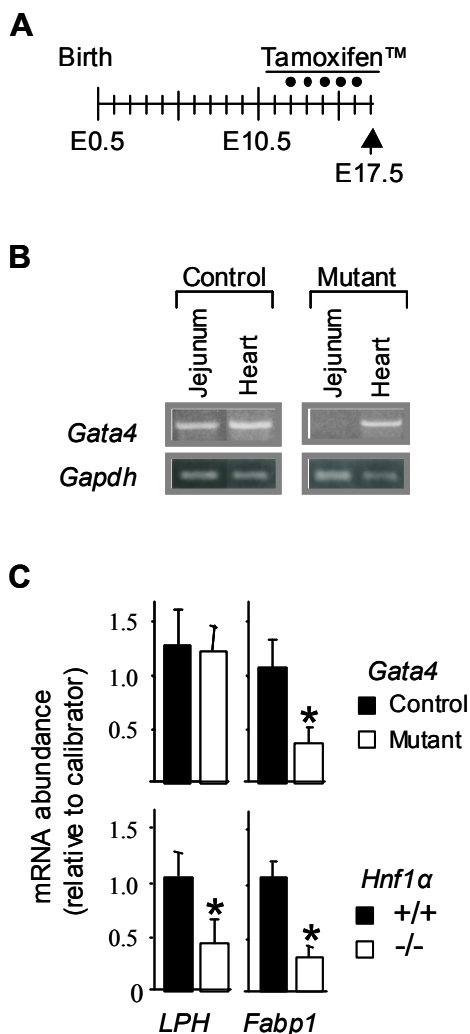 A
Birth
Tamoxifen™
E0.5
E10.5
E17.5
B
Control
Mutant
Jejunum
Heart
Jejunum
Heart
Gata4
Gapdh
C
mRNA abundance
(relative to calibrator)
1.5
1.0
0.5
*
Gata4
Control
Mutant
1.5
1.0
0.5
0
*
*
Hnf1α
+/+
-/-
LPH
Fabp1